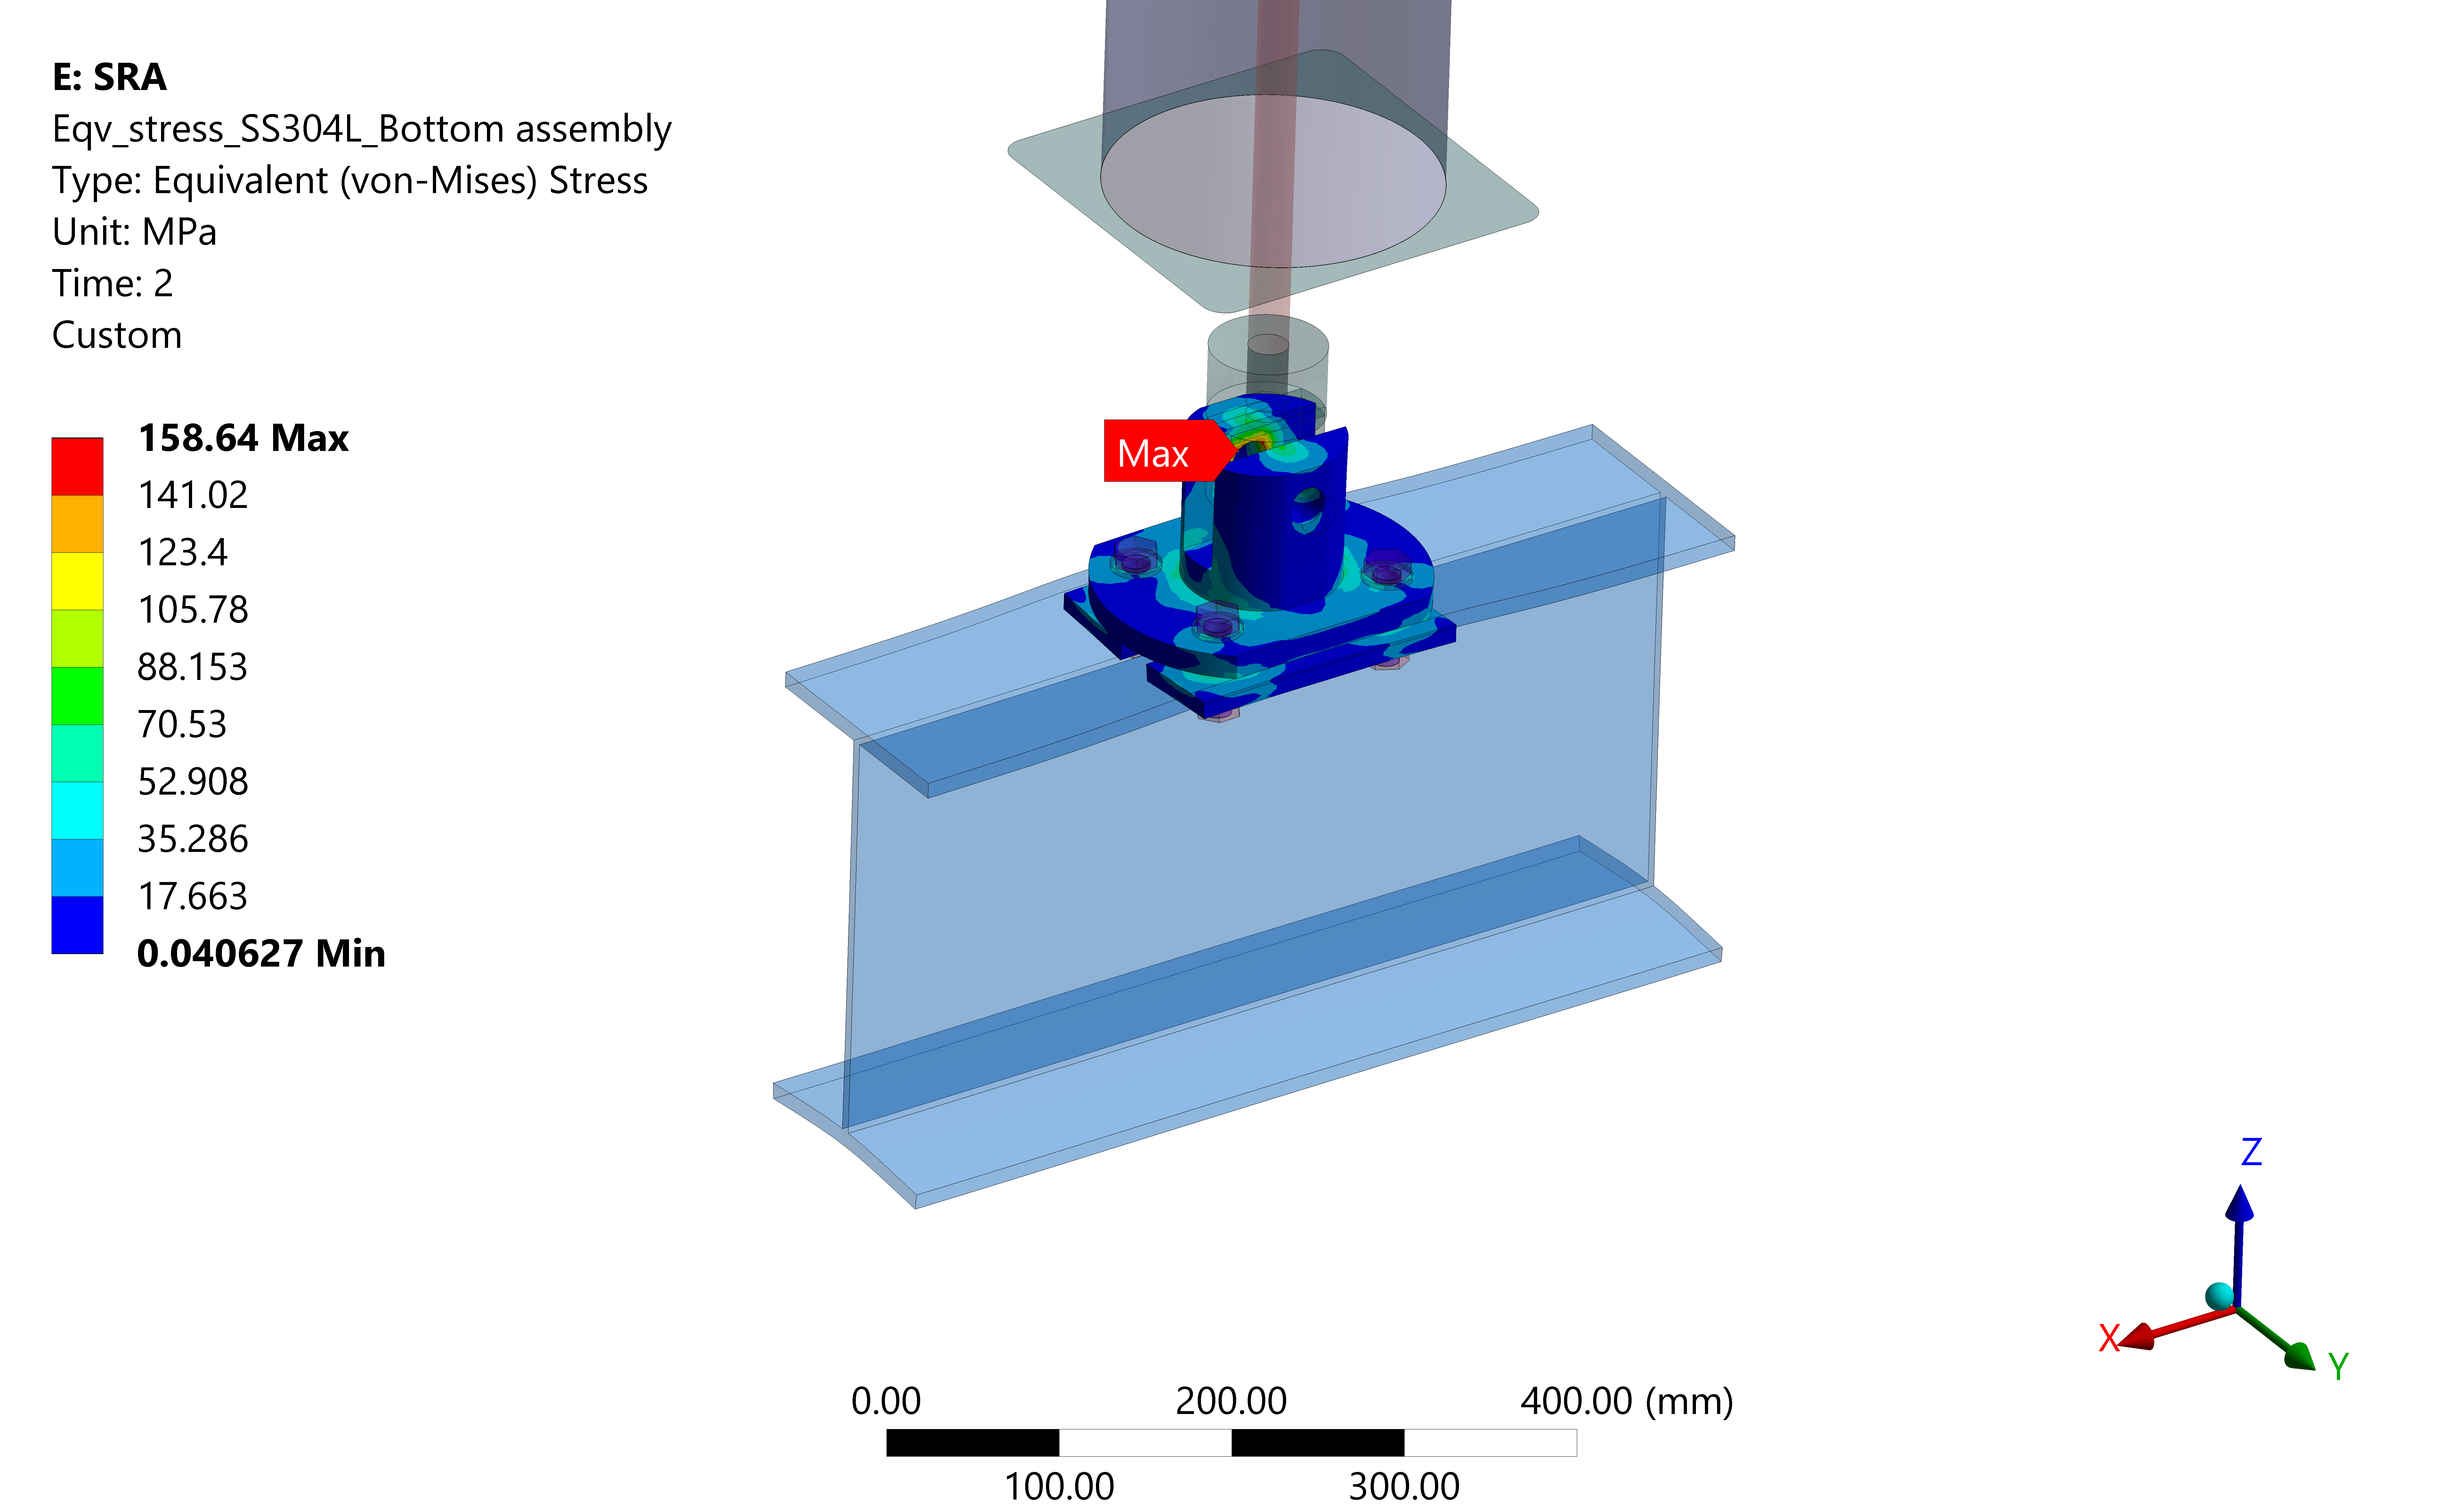 E: SRA
Eqv_stress_SS304L_Bottom assembly
Type: Equivalent (von-Mises) Stress
Unit: MPa
Time: 2
Custom
158.64 Max
141.02
123.4
105.78
88.153
70.53
52.908
35.286
17.663
0.040627 Min
Max
Z
X
Y
0.00 200.00 400.00 (mm)
100.00 300.00